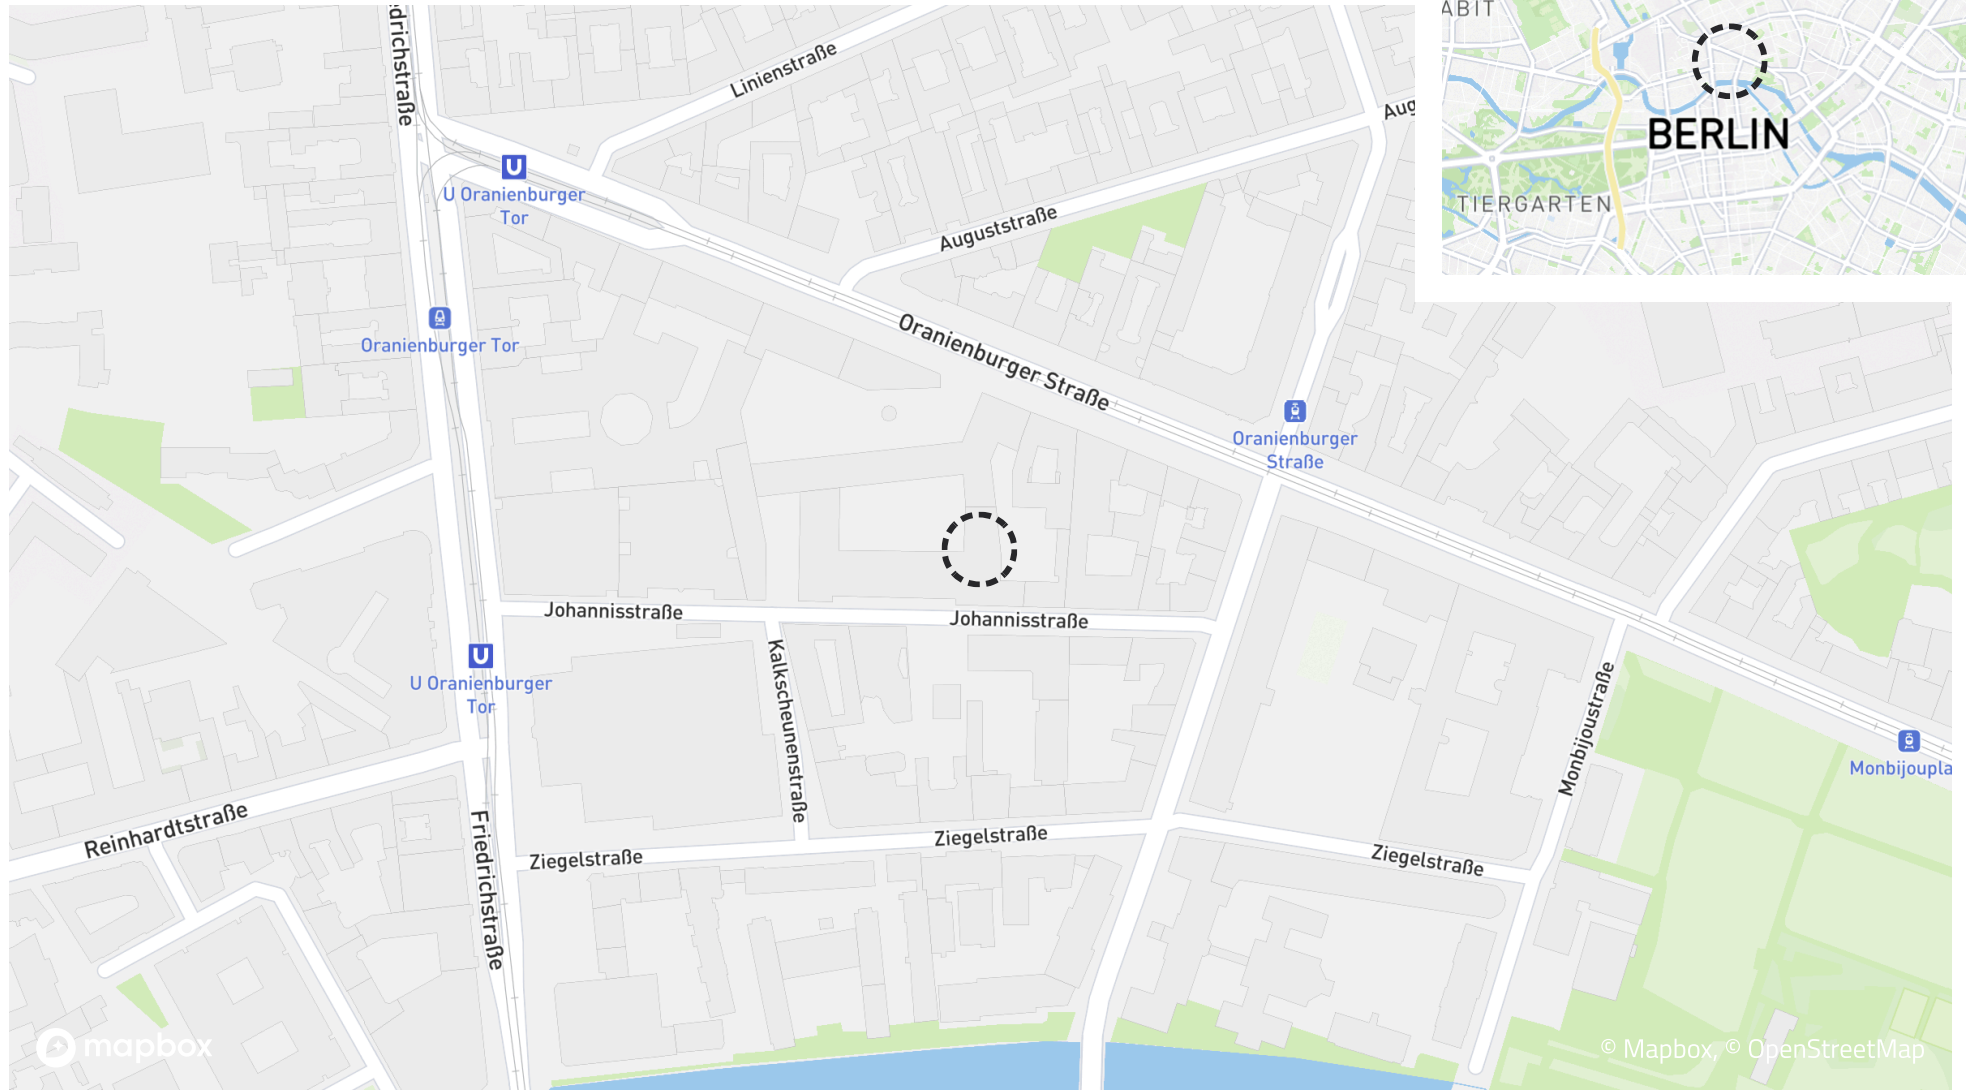 drichstraße
Linienstraße
Aug
U Oranienburger
Tor
Auguststraße
Oranienburger Tor
Oranienburger Straße
Oranienburger
Straße
Johannisstraße
Johannisstraße
Kalkscheunenstraße
U Oranienburger
Tor
Monbijoustraße
Monbijoupla
Reinhardtstraße
Friedrichstraße
Ziegelstraße
Ziegelstraße
Ziegelstraße
mapbox
© Mapbox, © OpenStreetMap
ABIT
BERLIN
TIERGARTEN